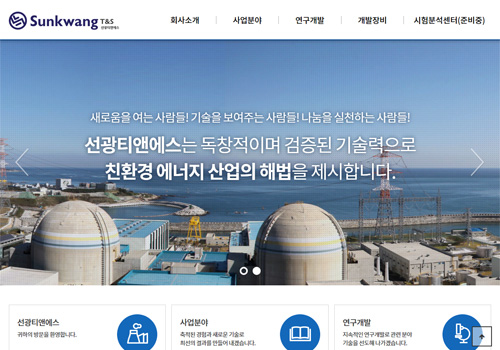 Sunkwang T&S
선광티앤에스
회사소개
사업분야
연구개발
개발장비
시험분석센터(준비중)
새로움을 여는 사람들! 기술을 보여주는 사람들! 나눔을 실천하는 사람들!
선광티앤에스는 독창적이며 검증된 기술력으로
친환경 에너지 산업의 해법을 제시합니다.
선광티앤에스
귀하의 방문을 환영합니다.
사업분야
축적된 경험과 새로운 기술로
최선의 결과를 만들어 내겠습니다.
연구개발
지속적인 연구개발로 관련 분야
기술을 선도해 나가겠습니다.